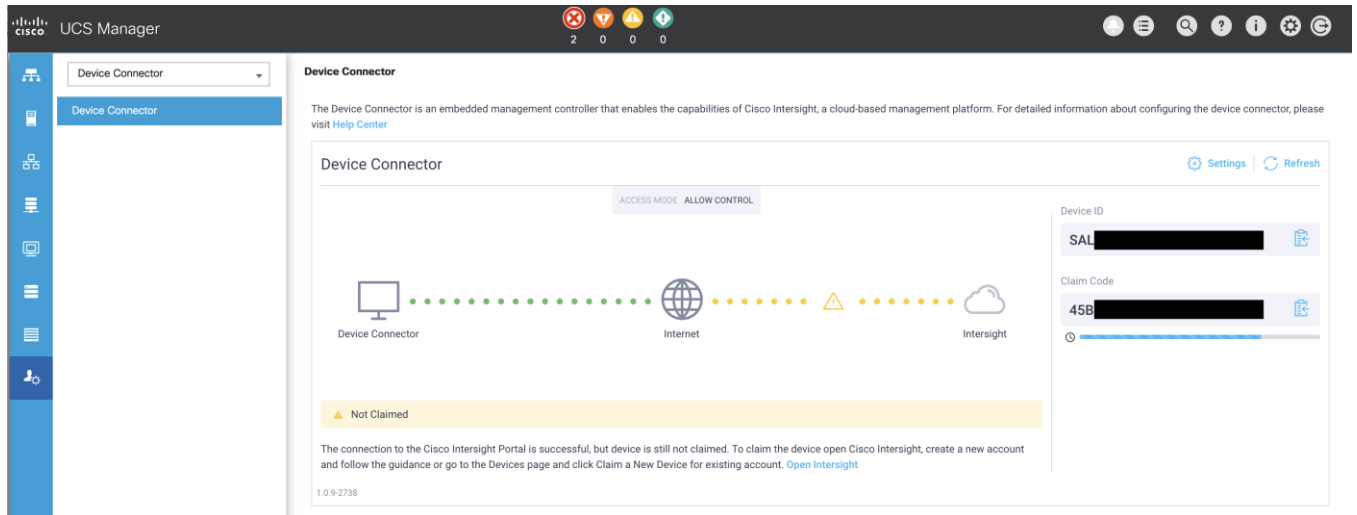 cisco
UCS Manager
2 0 0 0
Device Connector
Device Connector
Device Connector
The Device Connector is an embedded management controller that enables the capabilities of Cisco Intersight, a cloud-based management platform. For detailed information about configuring the device connector, please
visit Help Center
Device Connector
Settings
Refresh
ACCESS MODE ALLOW CONTROL
Device ID
SAL
Claim Code
45B
Device Connector
Internet
Intersight
Not Claimed
The connection to the Cisco Intersight Portal is successful, but device is still not claimed. To claim the device open Cisco Intersight, create a new account
and follow the guidance or go to the Devices page and click Claim a New Device for existing account. Open Intersight
1.0.9-2738